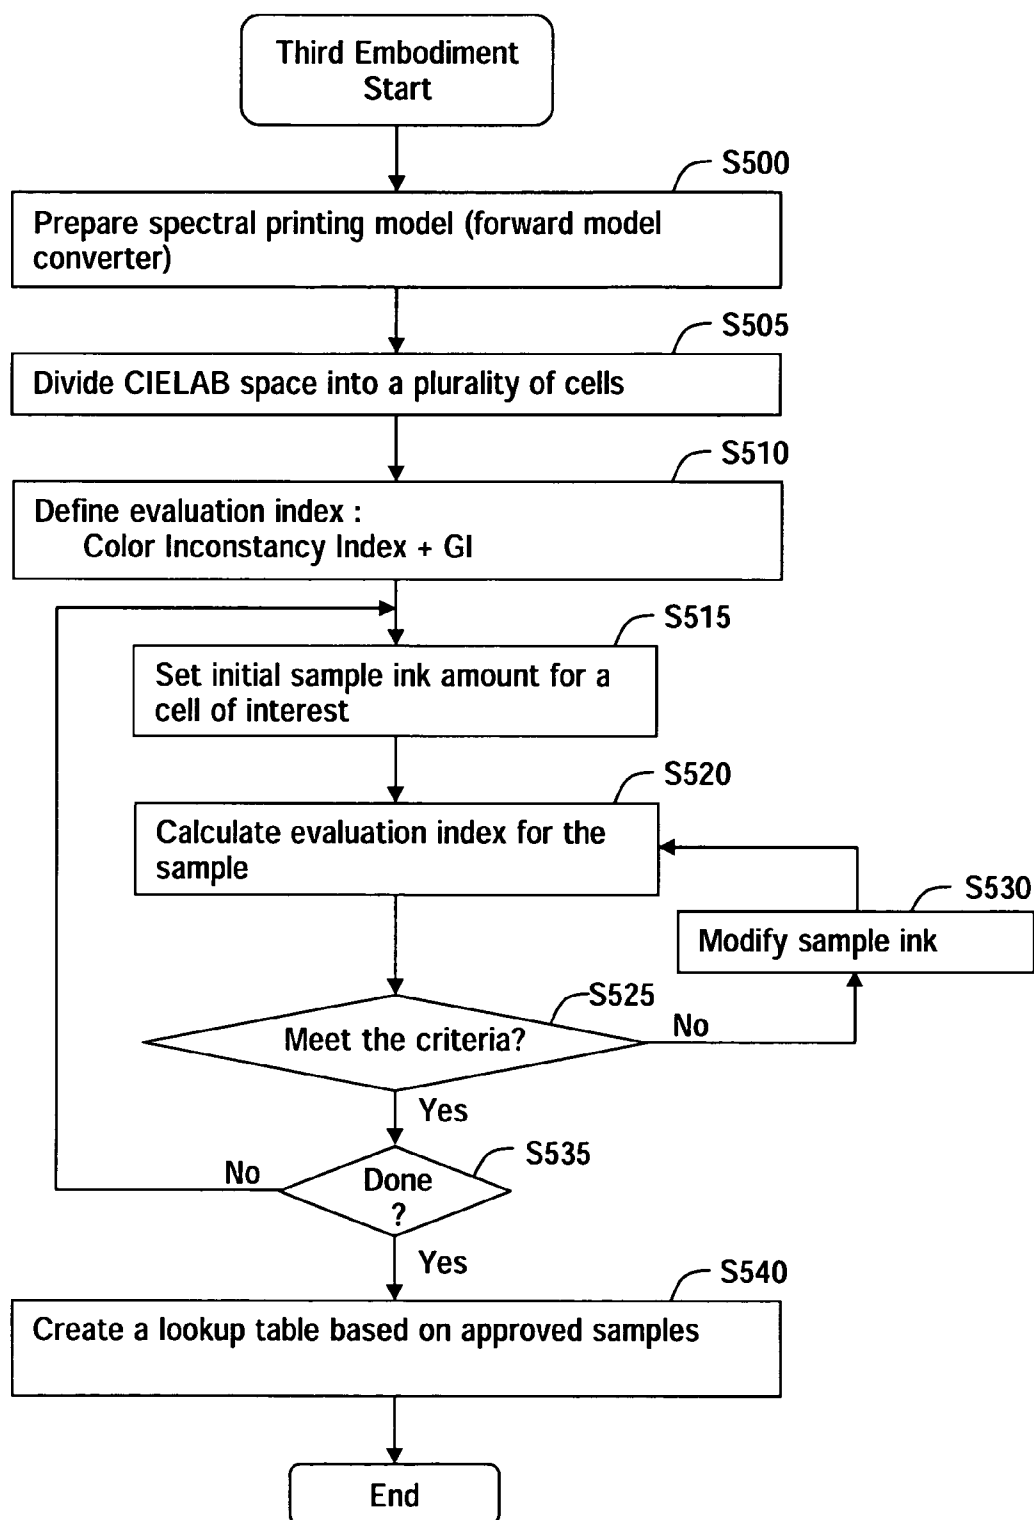 Third Embodiment
Start
S500
Prepare spectral printing model (forward model
converter)
S505
Divide CIELAB space into a plurality of cells
S510
Define evaluation index :
Color Inconstancy Index + GI
S515
Set initial sample ink amount for a
cell of interest
S520
Calculate evaluation index for the
sample
S530
Modify sample ink
S525
Meet the criteria?
No
Yes
S535
No
Done
?
Yes
S540
Create a lookup table based on approved samples
End